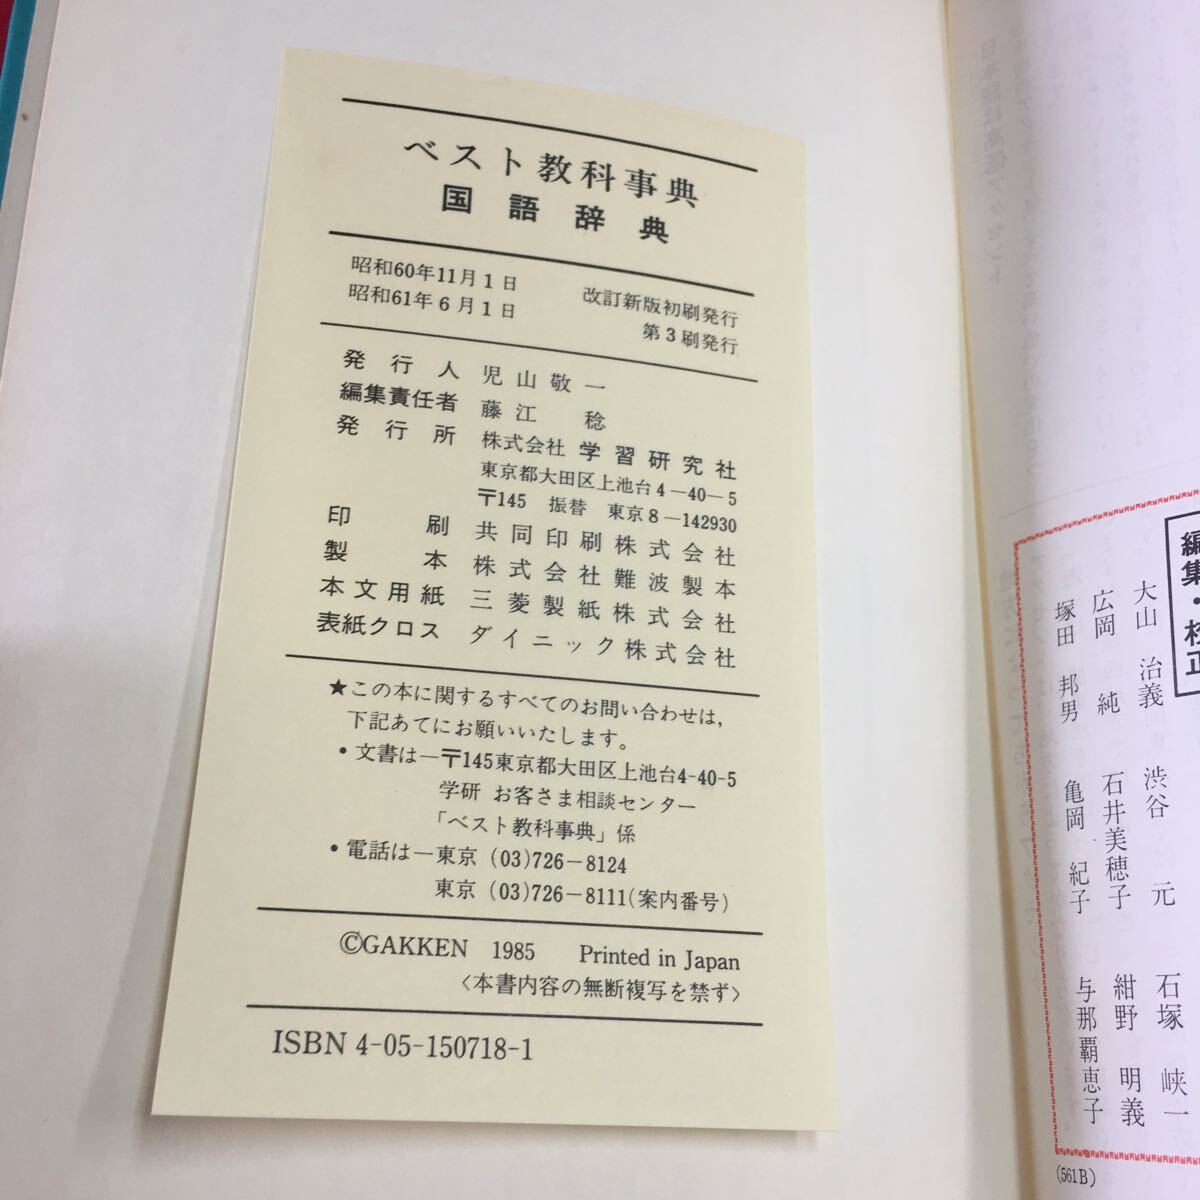 ベスト教科事典
国語辞典
昭和60年11月1日 改訂新版初刷発行
昭和61年6月1日 第3刷発行
発行人 児山敬一
編集責任者 藤江 稔
発行所 株式会社 学習研究社
東京都大田区上池台4-40-5
〒145 振替 東京8-142930
印刷 共同印刷株式会社
製本 株式会社難波製本
本文用紙 三菱製紙株式会社
表紙クロス ダイニック株式会社
★この本に関するすべてのお問い合わせは,
下記あてにお願いいたします。
・文書は―〒145東京都大田区上池台4-40-5
学研 お客さま相談センター
「ベスト教科事典」係
・電話は―東京 (03)726-8124
東京 (03)726-8111(案内番号)
©GAKKEN 1985 Printed in Japan
〈本書内容の無断複写を禁ず〉
ISBN 4-05-150718-1
編集・校正
大山 治義 渋谷 元 石塚 峡一
広岡 純 石井美穂子 紺野 明義
塚田 邦男 亀岡 紀子 与那覇恵子
(561B)